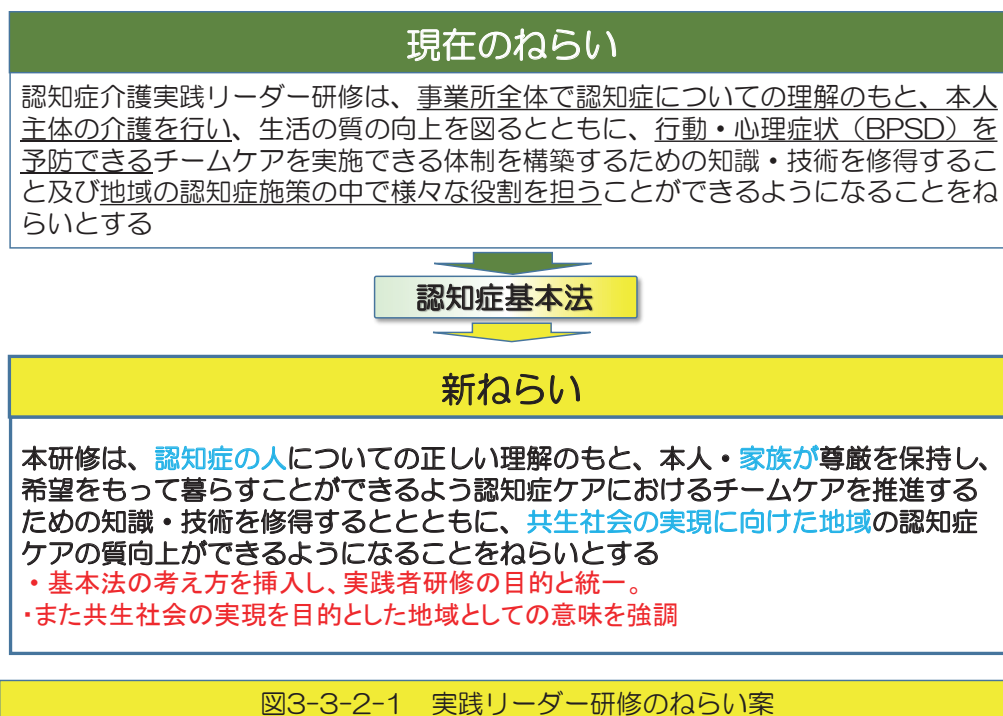 現在のねらい
認知症介護実践リーダー研修は、事業所全体で認知症についての理解のもと、本人
主体の介護を行い、生活の質の向上を図るとともに、行動・心理症状（BPSD）を
予防できるチームケアを実施できる体制を構築するための知識・技術を修得するこ
と及び地域の認知症施策の中で様々な役割を担うことができるようになることをね
らいとする
認知症基本法
新ねらい
本研修は、認知症の人についての正しい理解のもと、本人・家族が尊厳を保持し、
希望をもって暮らすことができるよう認知症ケアにおけるチームケアを推進する
ための知識・技術を修得するととともに、共生社会の実現に向けた地域の認知症
ケアの質向上ができるようになることをねらいとする
・基本法の考え方を挿入し、実践者研修の目的と統一。
・また共生社会の実現を目的とした地域としての意味を強調
図3-3-2-1　実践リーダー研修のねらい案